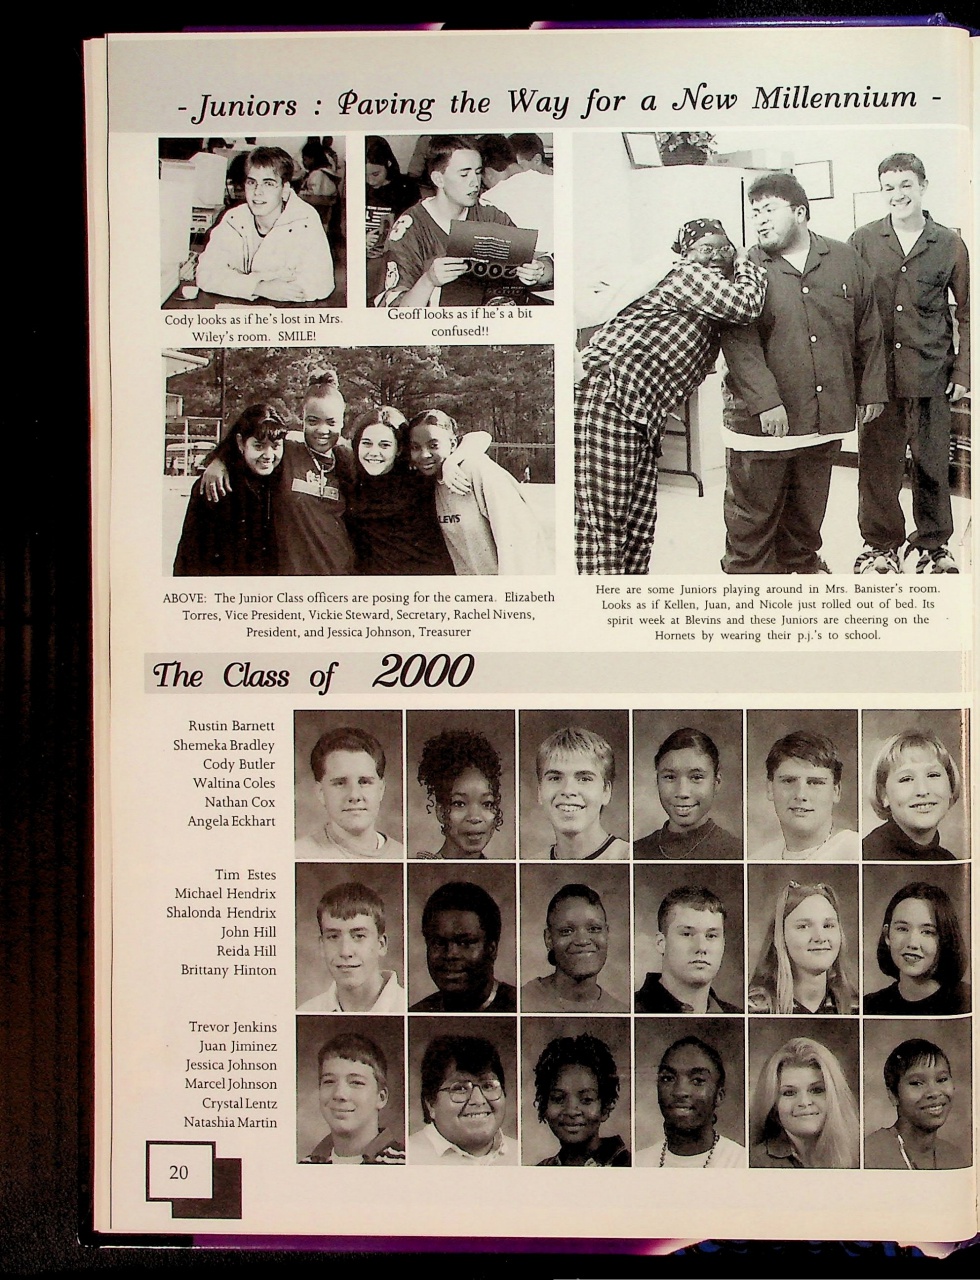 - Juniors : Paving the Way for a New Millennium -
Cody looks as if he's lost in Mrs.
Wiley's room. SMILE!
Geoff looks as if he's a bit
confused!!
LEVIS
ABOVE: The Junior Class officers are posing for the camera. Elizabeth
Torres, Vice President, Vickie Steward, Secretary, Rachel Nivens,
President, and Jessica Johnson, Treasurer
Here are some Juniors playing around in Mrs. Banister's room.
Looks as if Kellen, Juan, and Nicole just rolled out of bed. Its
spirit week at Blevins and these Juniors are cheering on the
Hornets by wearing their p.j.'s to school.
The Class of 2000
Rustin Barnett
Shemeka Bradley
Cody Butler
Waltina Coles
Nathan Cox
Angela Eckhart
Tim Estes
Michael Hendrix
Shalonda Hendrix
John Hill
Reida Hill
Brittany Hinton
Trevor Jenkins
Juan Jiminez
Jessica Johnson
Marcel Johnson
Crystal Lentz
Natashia Martin
20